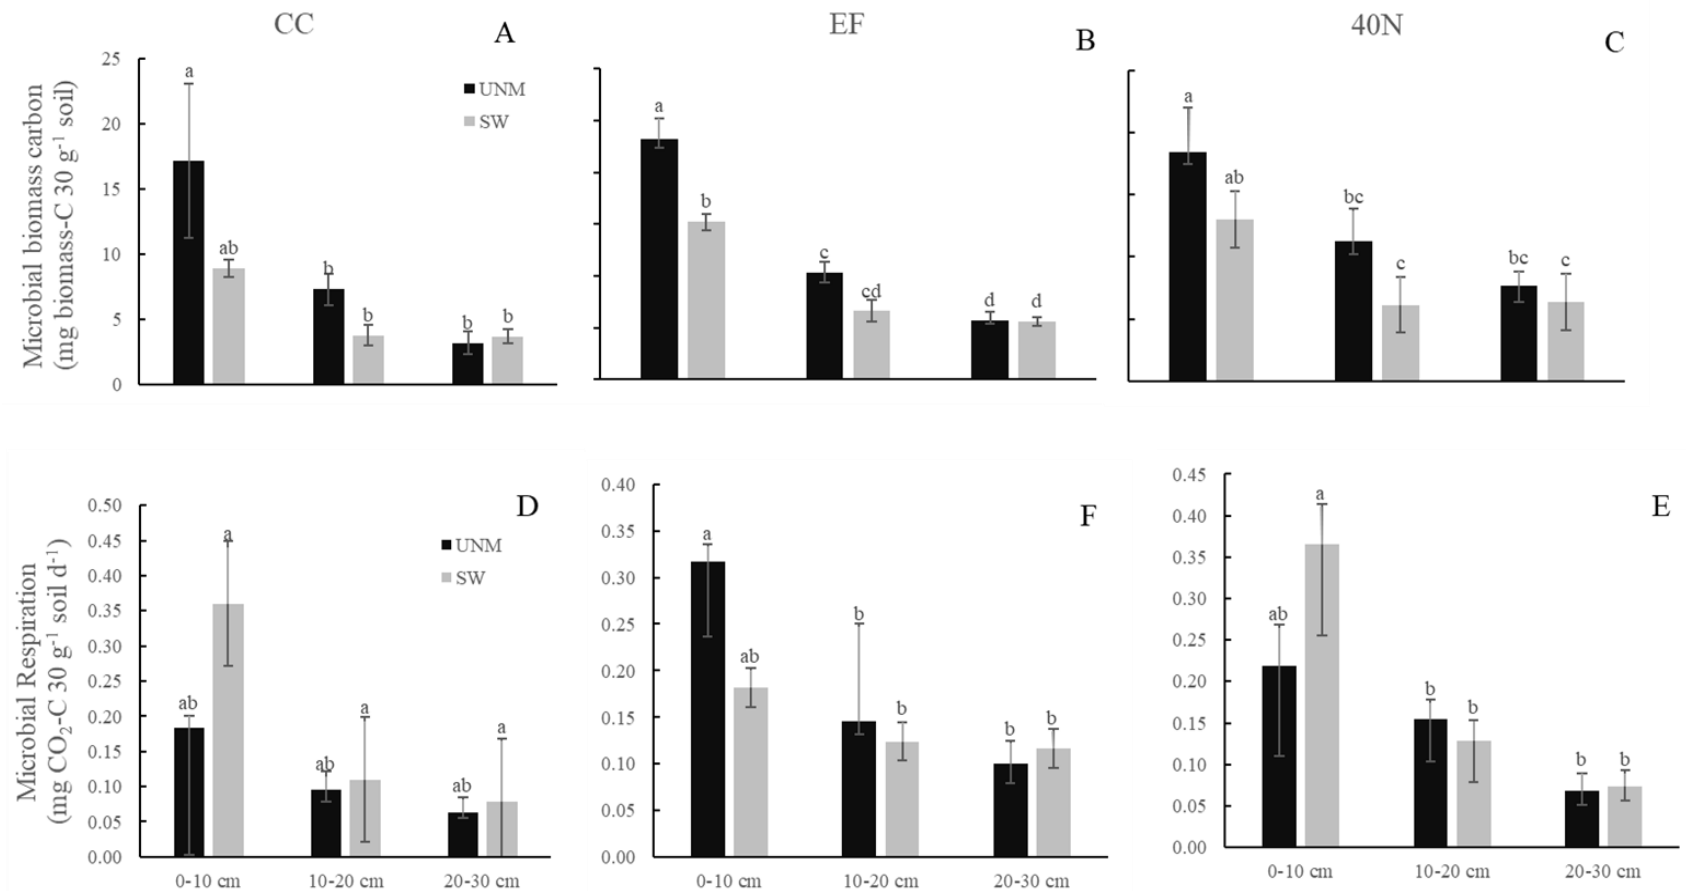 CC
EF
40N
A
B
C
Microbial biomass carbon
(mg biomass-C 30 g⁻¹ soil)
25
20
15
10
5
0
UNM
SW
a
ab
b
b
b
b
a
b
c
cd
d
d
a
ab
bc
c
bc
c
D
F
E
Microbial Respiration
(mg CO₂-C 30 g⁻¹ soil d⁻¹)
0.50
0.45
0.40
0.35
0.30
0.25
0.20
0.15
0.10
0.05
0.00
UNM
SW
ab
a
ab
a
ab
a
0-10 cm
10-20 cm
20-30 cm
0.40
0.35
0.30
0.25
0.20
0.15
0.10
0.05
0.00
a
ab
b
b
b
b
0-10 cm
10-20 cm
20-30 cm
0.45
0.40
0.35
0.30
0.25
0.20
0.15
0.10
0.05
0.00
ab
a
b
b
b
b
0-10 cm
10-20 cm
20-30 cm